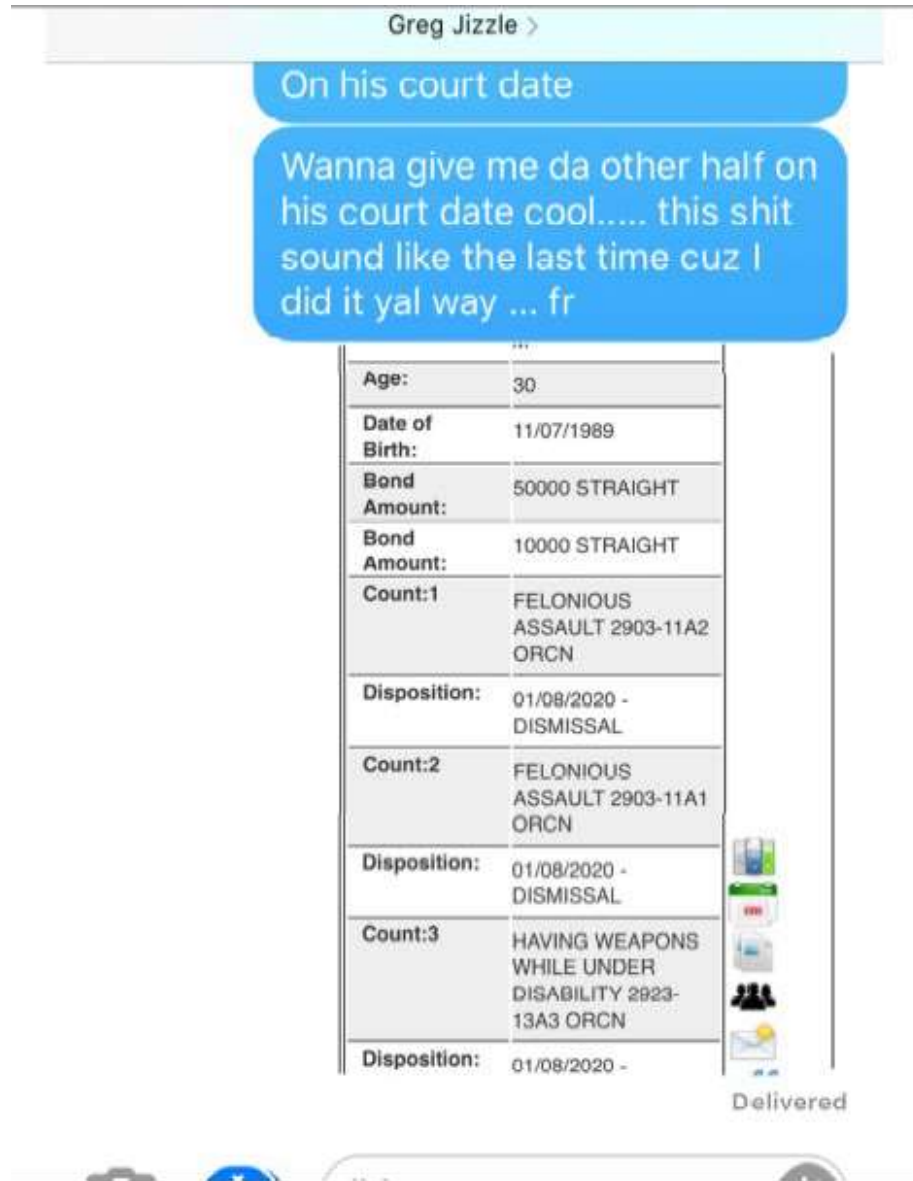 Greg Jizzle >
On his court date
Wanna give me da other half on
his court date cool..... this shit
sound like the last time cuz I
did it yal way ... fr
...
Age: 30
Date of Birth: 11/07/1989
Bond Amount: 50000 STRAIGHT
Bond Amount: 10000 STRAIGHT
Count:1 FELONIOUS
ASSAULT 2903-11A2
ORCN
Disposition: 01/08/2020 -
DISMISSAL
Count:2 FELONIOUS
ASSAULT 2903-11A1
ORCN
Disposition: 01/08/2020 -
DISMISSAL
Count:3 HAVING WEAPONS
WHILE UNDER
DISABILITY 2923-
13A3 ORCN
Disposition: 01/08/2020 -
Delivered